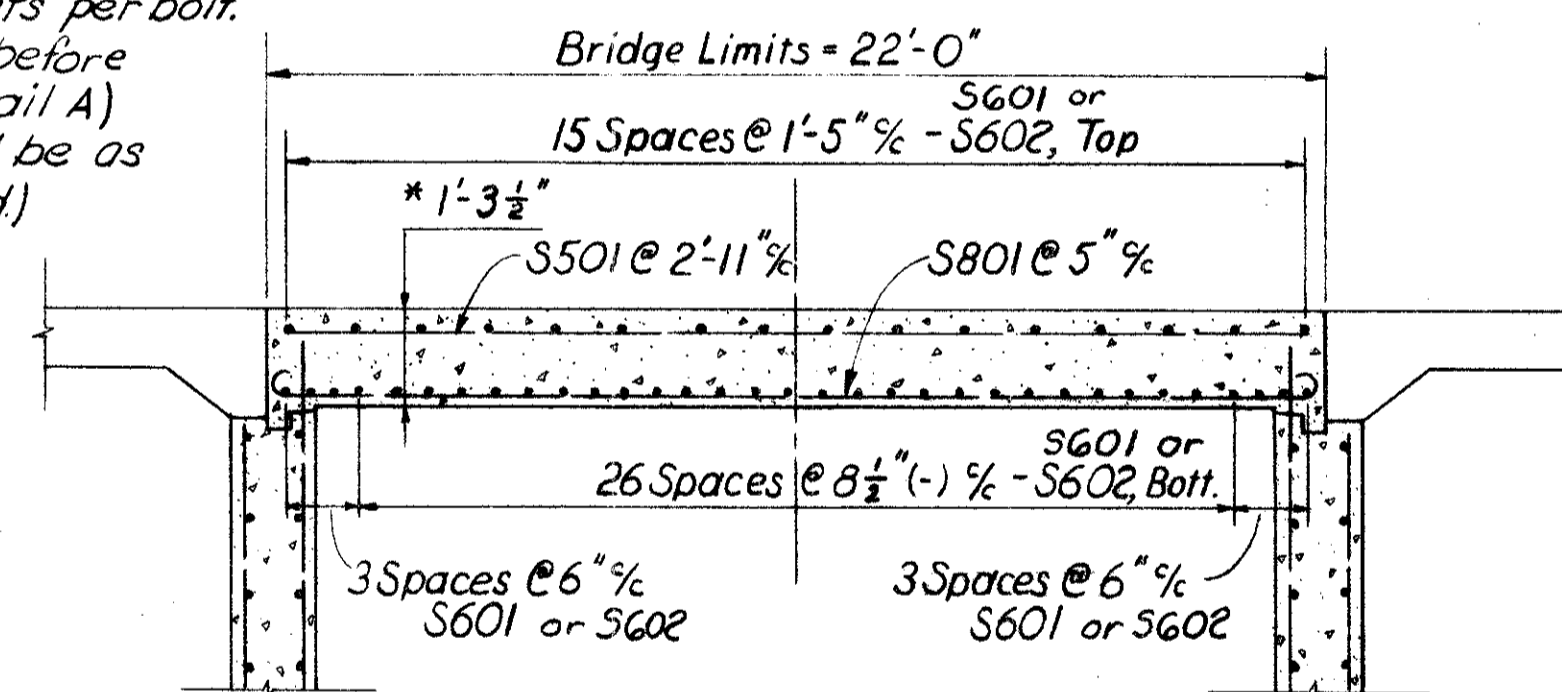 per bolt.
before
A)
be as
Bridge Limits = 22'-0"
S601 or
15 Spaces @ 1'-5" c/c - S602, Top
* 1'-3 1/2"
S501 @ 2'-11" c/c
S801 @ 5" c/c
S601 or
26 Spaces @ 8 1/2" (-) c/c - S602, Bott.
3 Spaces @ 6" c/c
S601 or S602
3 Spaces @ 6" c/c
S601 or S602